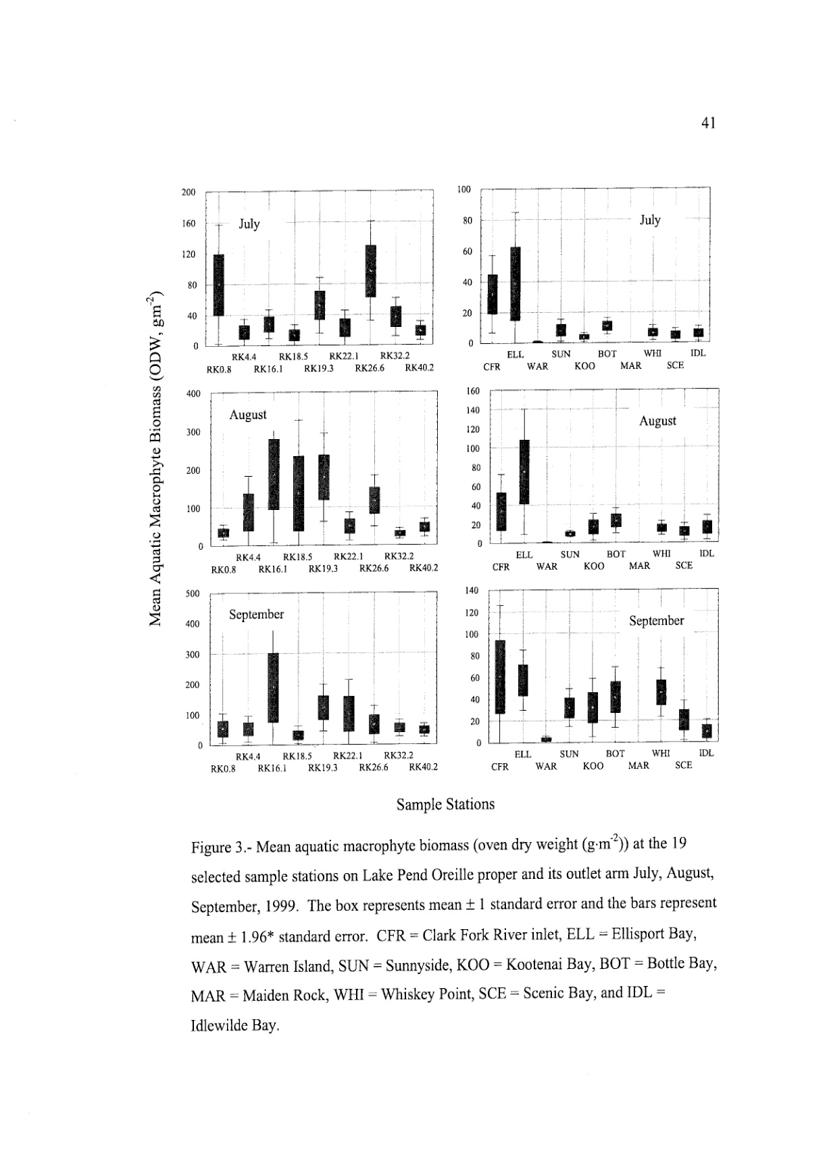 41
Mean Aquatic Macrophyte Biomass (ODW, gm⁻²)
200
160
120
80
40
0
July
RK4.4 RK18.5 RK22.1 RK32.2
RK0.8 RK16.1 RK19.3 RK26.6 RK40.2
100
80
60
40
20
0
July
ELL SUN BOT WHI IDL
CFR WAR KOO MAR SCE
400
300
200
100
0
August
RK4.4 RK18.5 RK22.1 RK32.2
RK0.8 RK16.1 RK19.3 RK26.6 RK40.2
160
140
120
100
80
60
40
20
0
August
ELL SUN BOT WHI IDL
CFR WAR KOO MAR SCE
500
400
300
200
100
0
September
RK4.4 RK18.5 RK22.1 RK32.2
RK0.8 RK16.1 RK19.3 RK26.6 RK40.2
140
120
100
80
60
40
20
0
September
ELL SUN BOT WHI IDL
CFR WAR KOO MAR SCE
Sample Stations
Figure 3.- Mean aquatic macrophyte biomass (oven dry weight (g·m⁻²)) at the 19
selected sample stations on Lake Pend Oreille proper and its outlet arm July, August,
September, 1999. The box represents mean ± 1 standard error and the bars represent
mean ± 1.96* standard error. CFR = Clark Fork River inlet, ELL = Ellisport Bay,
WAR = Warren Island, SUN = Sunnyside, KOO = Kootenai Bay, BOT = Bottle Bay,
MAR = Maiden Rock, WHI = Whiskey Point, SCE = Scenic Bay, and IDL =
Idlewilde Bay.